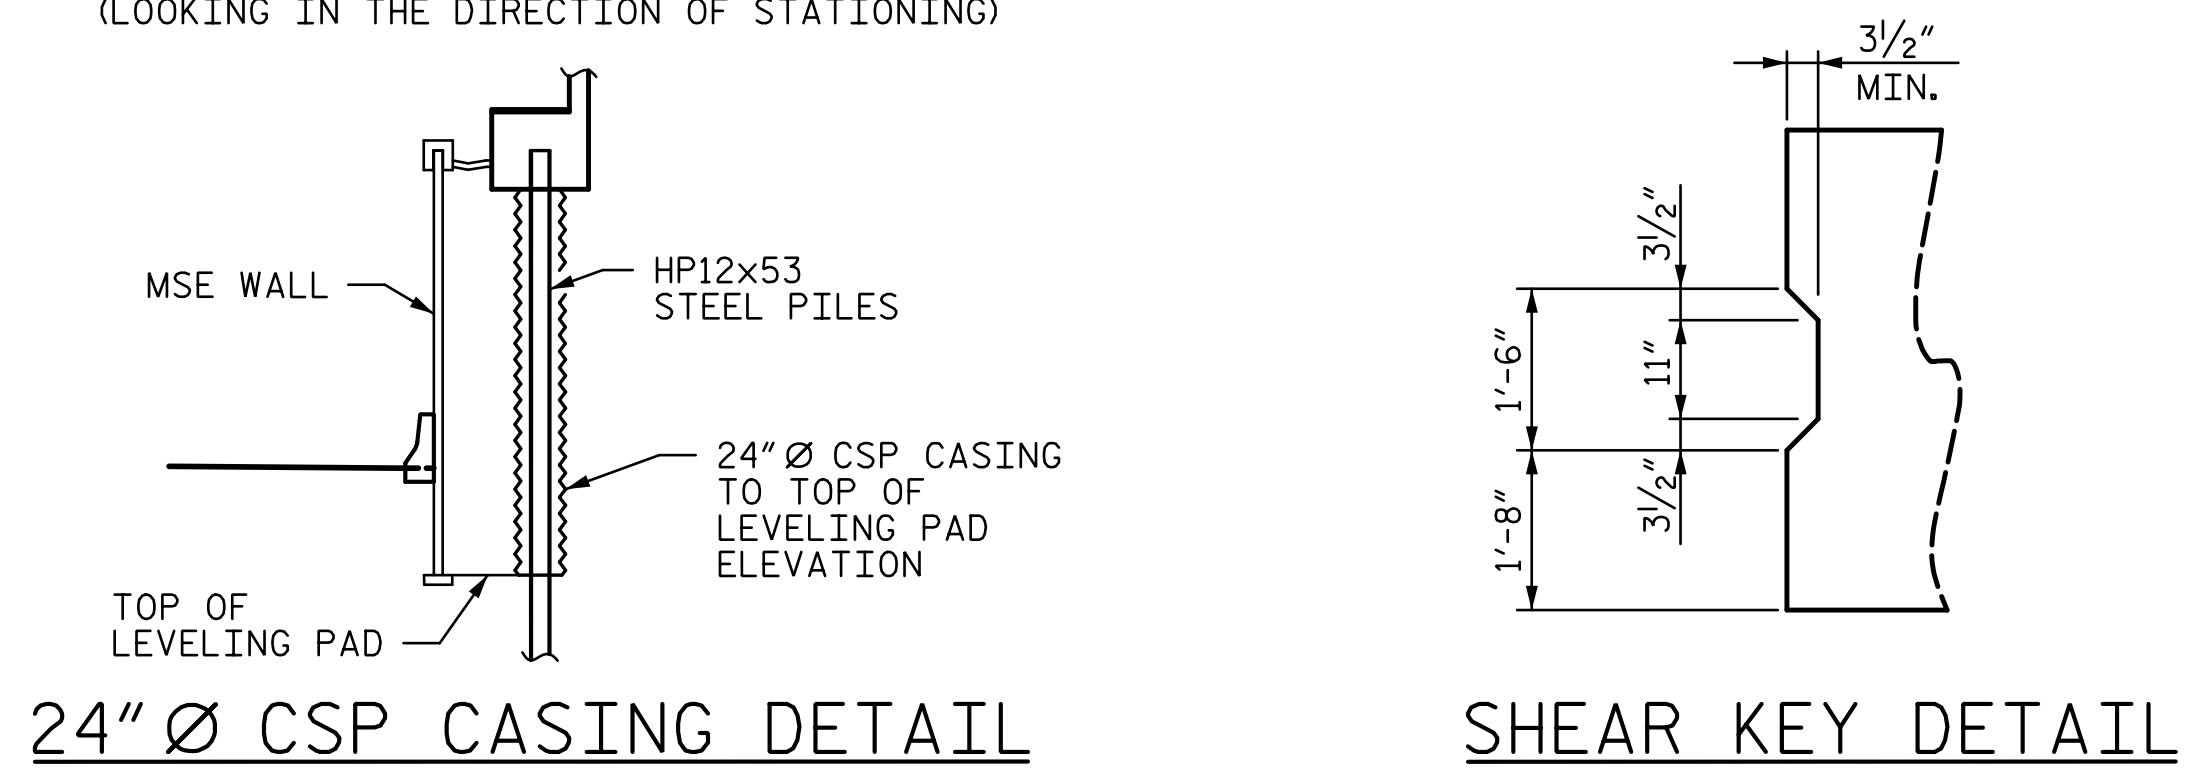 (LOOKING IN THE DIRECTION OF STATIONING)
MSE WALL
HP12x53
STEEL PILES
24"Ø CSP CASING
TO TOP OF
LEVELING PAD
ELEVATION
TOP OF
LEVELING PAD
24"Ø CSP CASING DETAIL
3½"
MIN.
3½"
1'-6"
11"
3½"
1'-8"
SHEAR KEY DETAIL